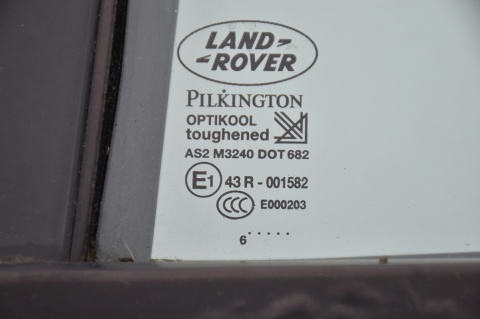 LAND-
-ROVER
PILKINGTON
OPTIKOOL
toughened
AS2 M3240 DOT 682
E1 43 R - 001582
CCC E000203
6.....